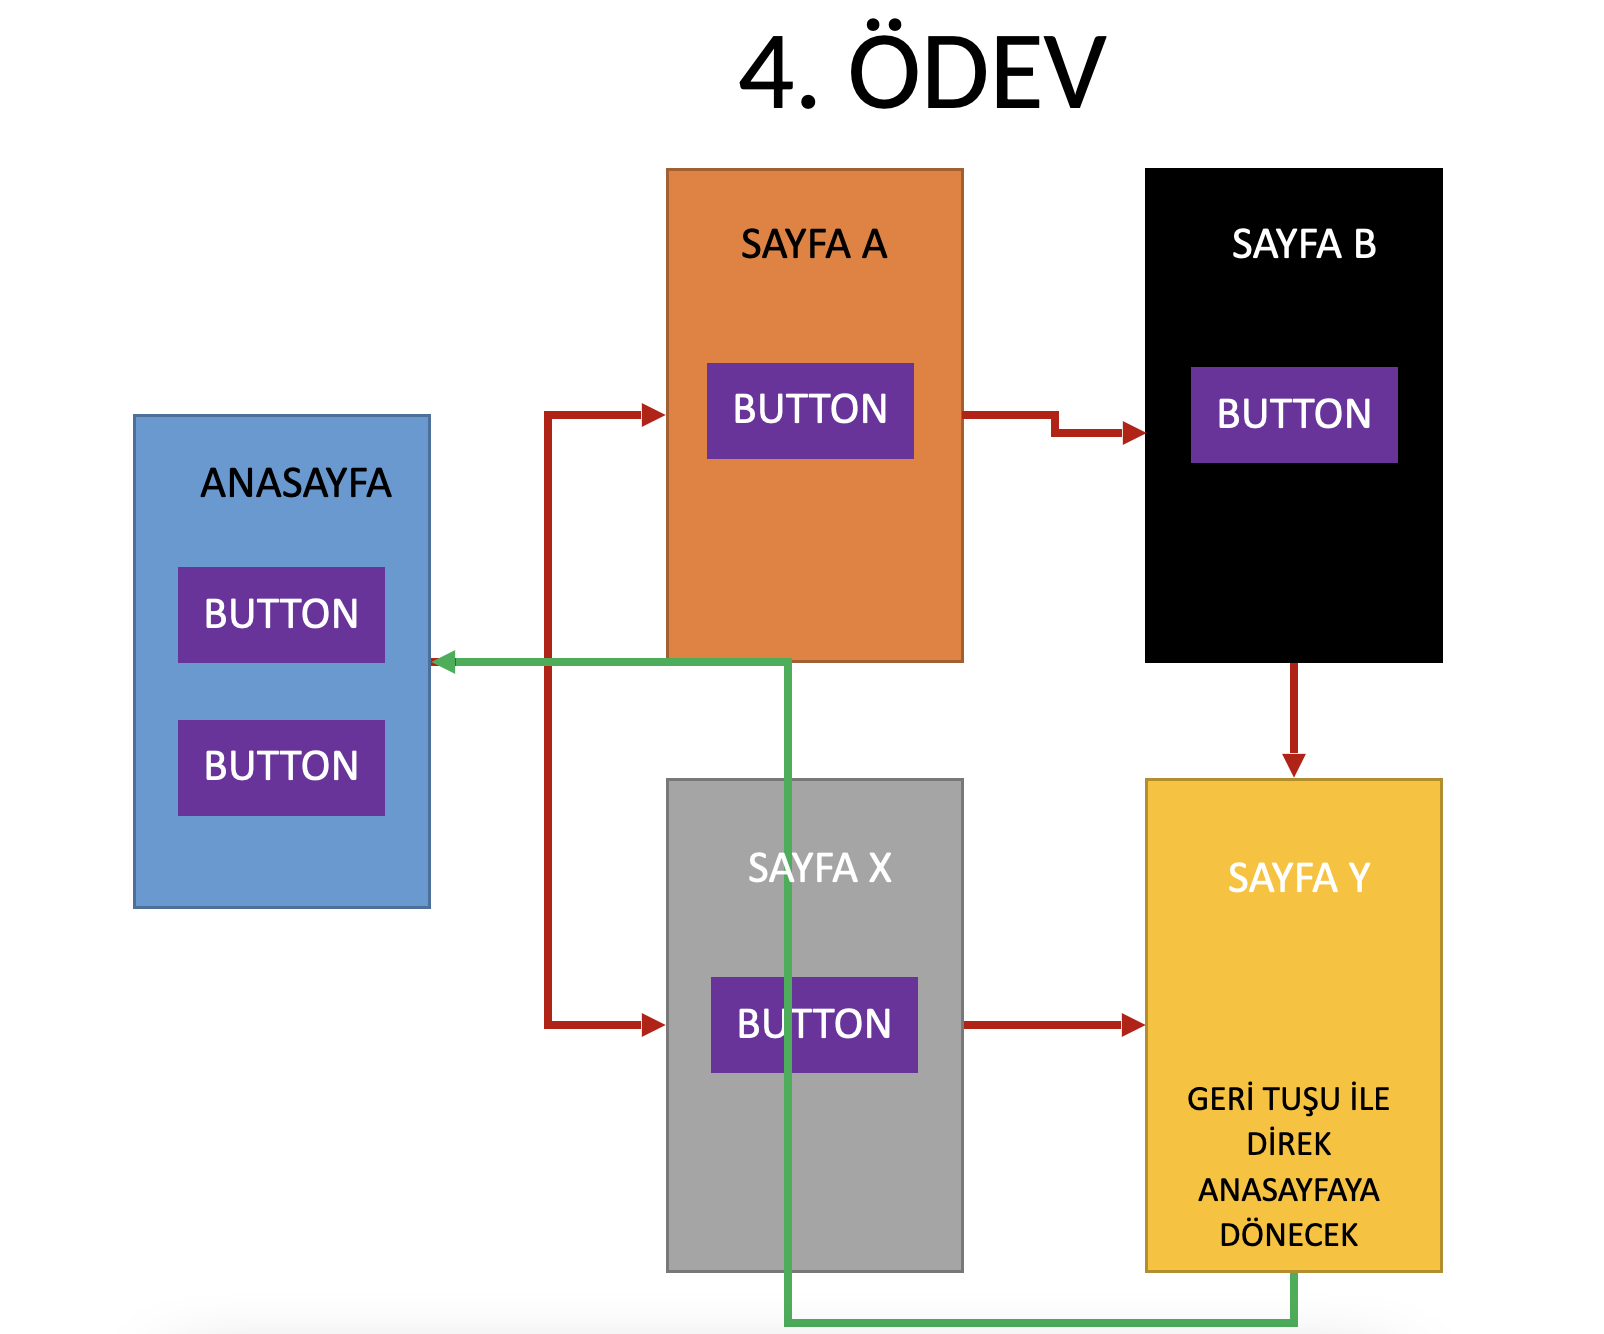 4. ÖDEV
ANASAYFA
BUTTON
BUTTON
SAYFA A
BUTTON
SAYFA B
BUTTON
SAYFA X
BUTTON
SAYFA Y
GERİ TUŞU İLE
DİREK
ANASAYFAYA
DÖNECEK